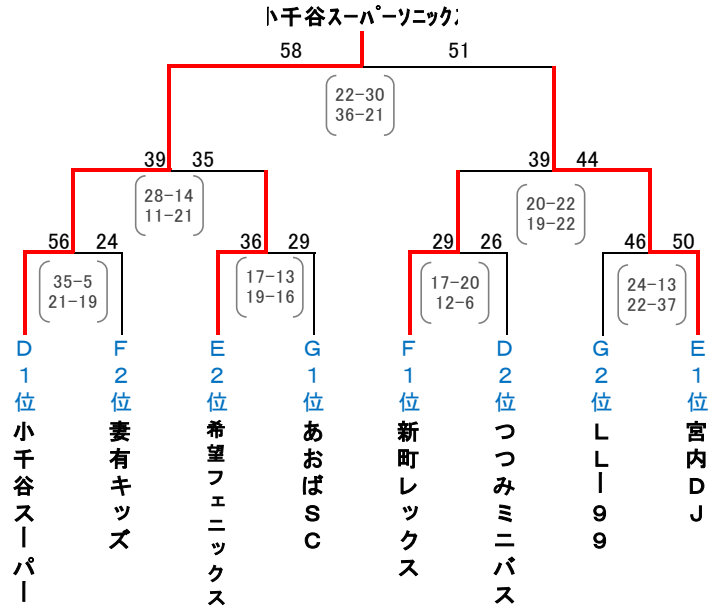 小千谷スーパーソニックス
58 51
22-30
36-21
39 35
28-14
11-21
39 44
20-22
19-22
56 24
35-5
21-19
36 29
17-13
19-16
29 26
17-20
12-6
46 50
24-13
22-37
D1位小千谷スーパー
F2位妻有キッズ
E2位希望フェニックス
G1位あおばSC
F1位新町レックス
D2位つつみミニバス
G2位LLー99
E1位宮内DJ